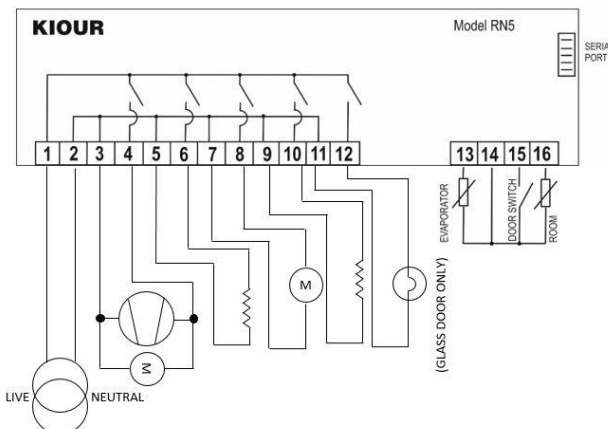 KIOUR
Model RN5
SERIA
PORT
1 2 3 4 5 6 7 8 9 10 11 12
13 14 15 16
EVAPORATOR
DOOR SWITCH
ROOM
(GLASS DOOR ONLY)
M
M
LIVE
NEUTRAL